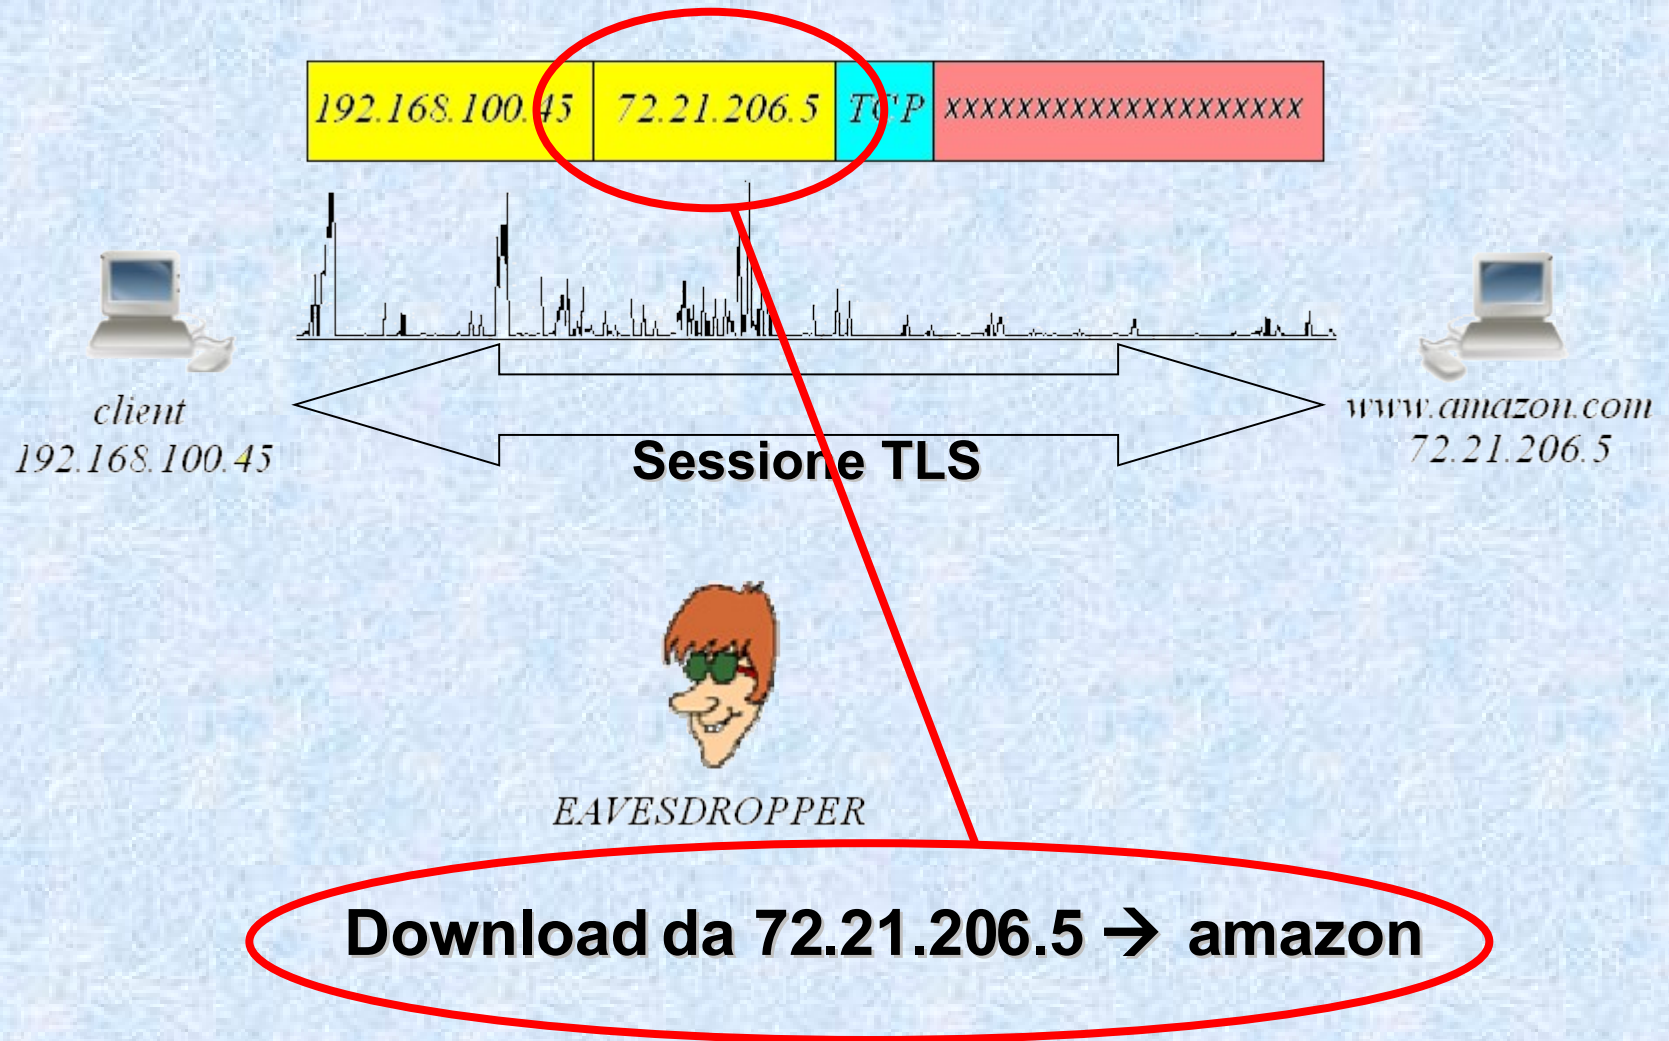 192.168.100.45 72.21.206.5 TCP xxxxxxxxxxxxxxxxxxxxx
client
192.168.100.45
www.amazon.com
72.21.206.5
Sessione TLS
EAVESDROPPER
Download da 72.21.206.5 → amazon